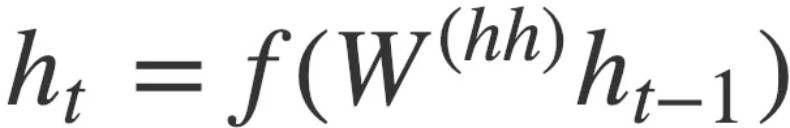 h_t = f(W^{(hh)} h_{t-1})